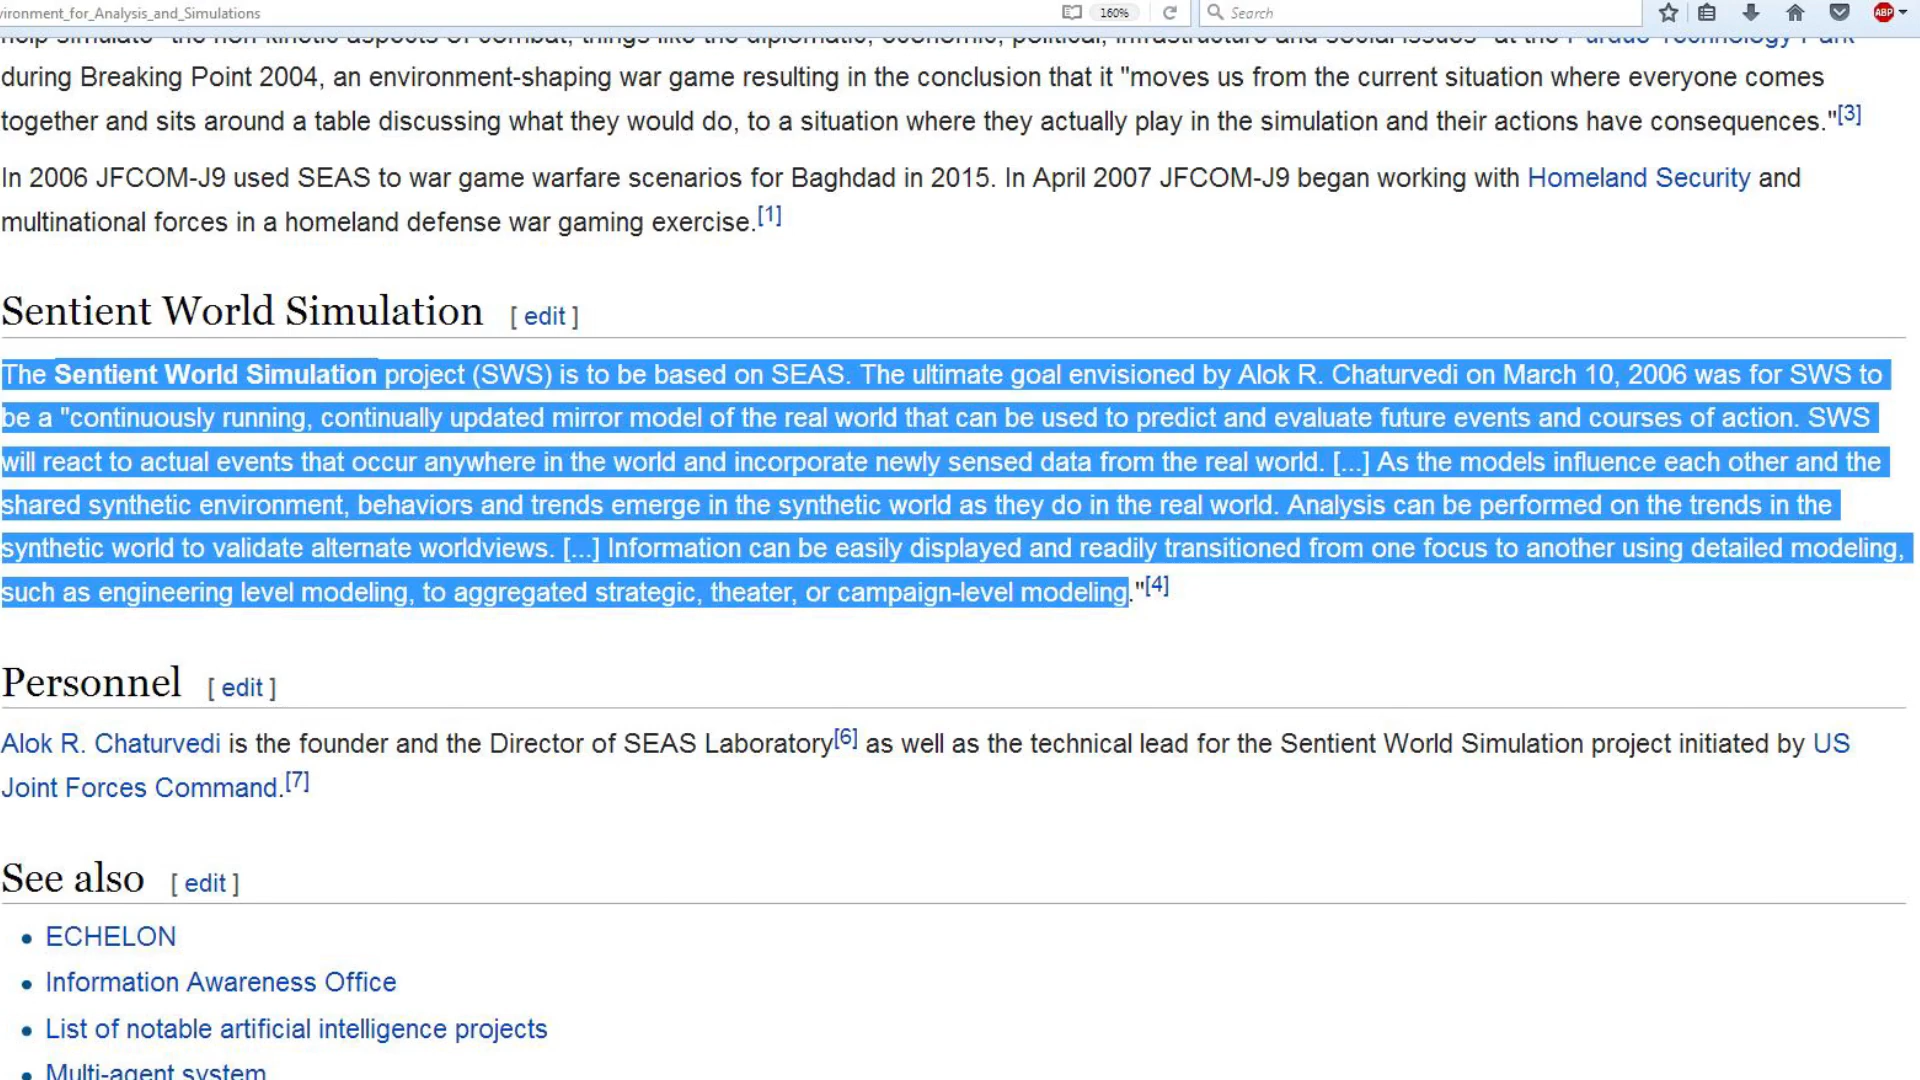 vironment_for_Analysis_and_Simulations
160%
Search
ABP
help simulate "the non-kinetic aspects of combat, things like the diplomatic, economic, political, infrastructure and social issues" at the Purdue Technology Park
during Breaking Point 2004, an environment-shaping war game resulting in the conclusion that it "moves us from the current situation where everyone comes
together and sits around a table discussing what they would do, to a situation where they actually play in the simulation and their actions have consequences."[3]
In 2006 JFCOM-J9 used SEAS to war game warfare scenarios for Baghdad in 2015. In April 2007 JFCOM-J9 began working with Homeland Security and
multinational forces in a homeland defense war gaming exercise.[1]
Sentient World Simulation [ edit ]
The Sentient World Simulation project (SWS) is to be based on SEAS. The ultimate goal envisioned by Alok R. Chaturvedi on March 10, 2006 was for SWS to
be a "continuously running, continually updated mirror model of the real world that can be used to predict and evaluate future events and courses of action. SWS
will react to actual events that occur anywhere in the world and incorporate newly sensed data from the real world. [...] As the models influence each other and the
shared synthetic environment, behaviors and trends emerge in the synthetic world as they do in the real world. Analysis can be performed on the trends in the
synthetic world to validate alternate worldviews. [...] Information can be easily displayed and readily transitioned from one focus to another using detailed modeling,
such as engineering level modeling, to aggregated strategic, theater, or campaign-level modeling."[4]
Personnel [ edit ]
Alok R. Chaturvedi is the founder and the Director of SEAS Laboratory[6] as well as the technical lead for the Sentient World Simulation project initiated by US
Joint Forces Command.[7]
See also [ edit ]
• ECHELON
• Information Awareness Office
• List of notable artificial intelligence projects
• Multi-agent system